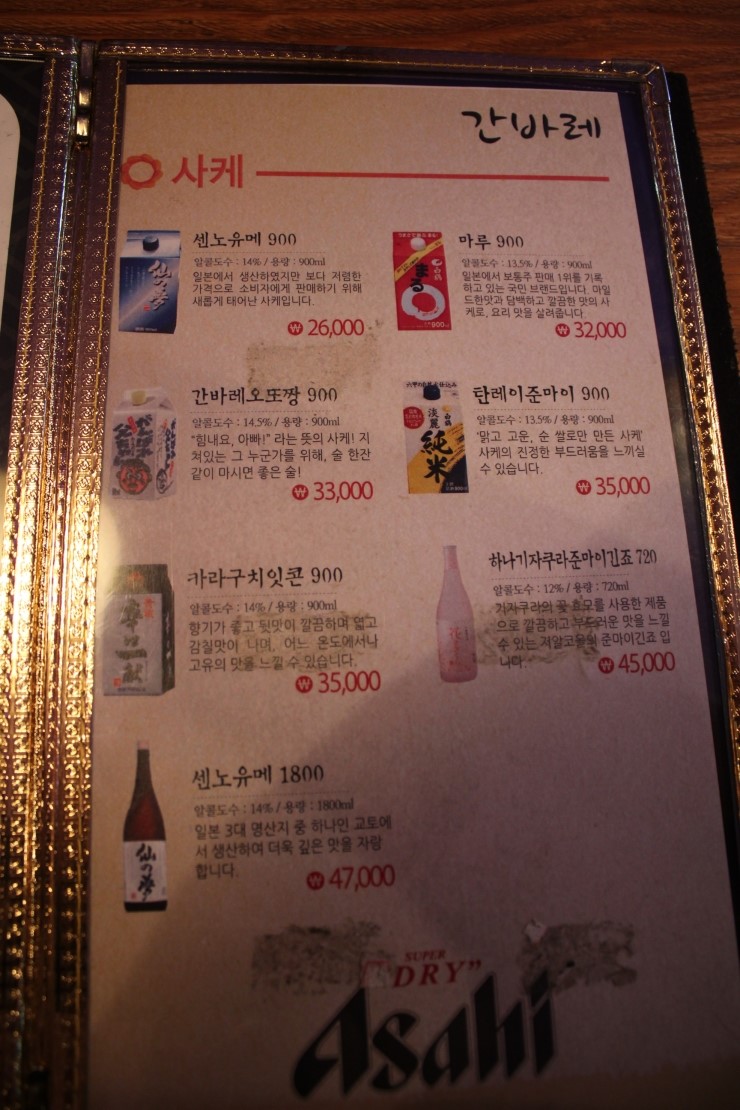 간바레
사케
센노유메 900
알콜도수 : 14% / 용량 : 900ml
일본에서 생산하였지만 보다 저렴한
가격으로 소비자에게 판매하기 위해
새롭게 태어난 사케입니다.
₩ 26,000
마루 900
알콜도수 : 13.5% / 용량 : 900ml
일본에서 보통주 판매 1위를 기록
하고 있는 국민 브랜드입니다. 마일
드한맛과 담백하고 깔끔한 맛의 사
케로, 요리 맛을 살려줍니다.
₩ 32,000
간바레오또짱 900
알콜도수 : 14.5% / 용량 : 900ml
"힘내요, 아빠!" 라는 뜻의 사케! 지
쳐있는 그 누군가를 위해, 술 한잔
같이 마시면 좋은 술!
₩ 33,000
탄레이준마이 900
알콜도수 : 13.5% / 용량 : 900ml
'맑고 고운, 순 쌀로만 만든 사케'
사케의 진정한 부드러움을 느끼실
수 있습니다.
₩ 35,000
카라구치잇콘 900
알콜도수 : 14% / 용량 : 900ml
향기가 좋고 뒷맛이 깔끔하며 엷고
감칠맛이 나며, 어느 온도에서나
고유의 맛을 느낄 수 있습니다.
₩ 35,000
하나기자쿠라준마이긴죠 720
알콜도수 : 12% / 용량 : 720ml
기자쿠라의 꽃 효모를 사용한 제품
으로 깔끔하고 부드러운 맛을 느낄
수 있는 저알코올의 준마이긴죠 입
니다.
₩ 45,000
센노유메 1800
알콜도수 : 14% / 용량 : 1800ml
일본 3대 명산지 중 하나인 교토에
서 생산하여 더욱 깊은 맛을 자랑
합니다.
₩ 47,000
仙の夢
まる
淡麗
純米
仙の夢
SUPER
DRY"
Asahi